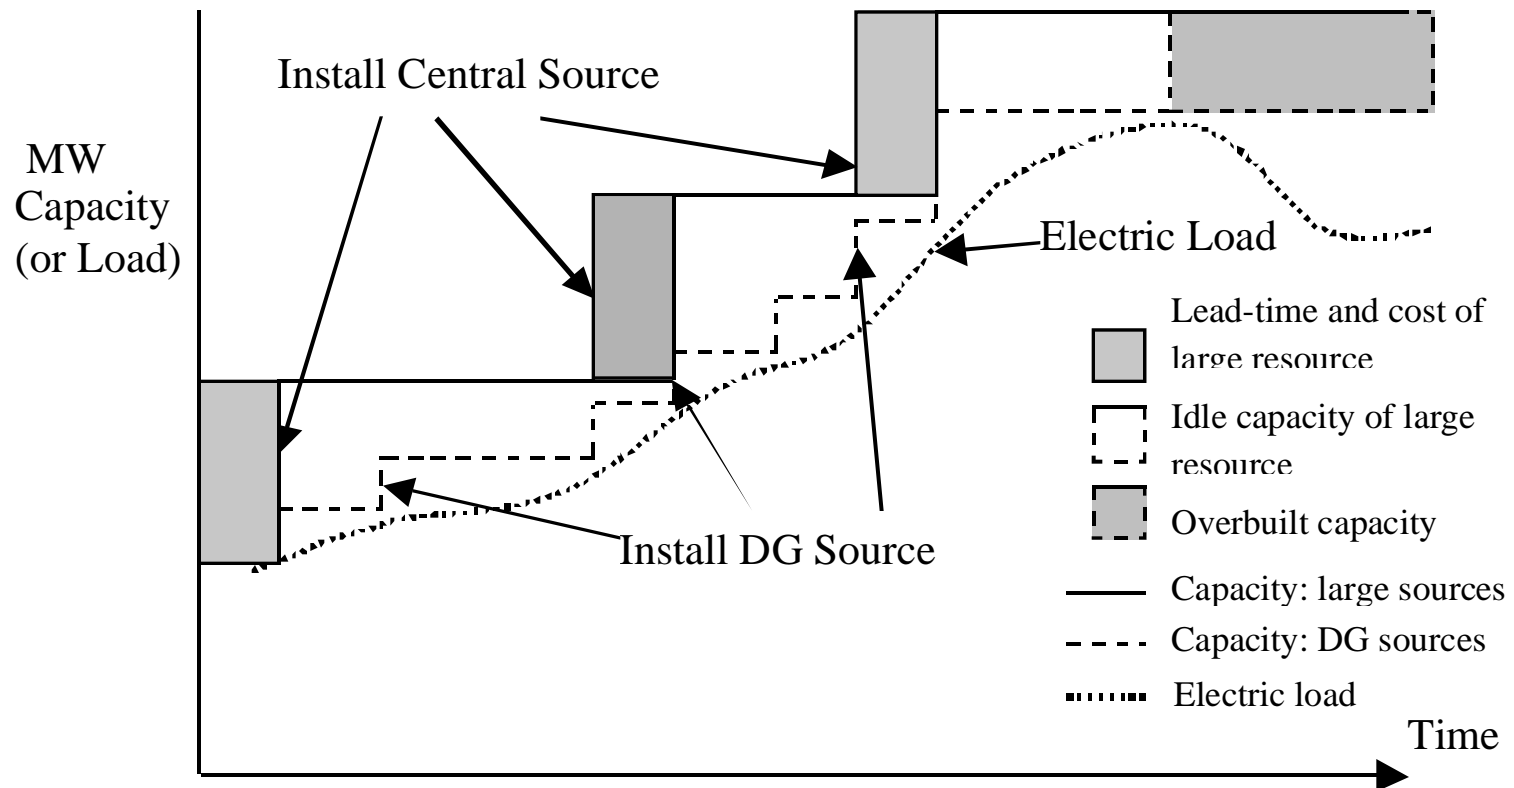 Install Central Source
MW
Capacity
(or Load)
Electric Load
Lead-time and cost of
large resource
Idle capacity of large
resource
Overbuilt capacity
Install DG Source
Capacity: large sources
Capacity: DG sources
Electric load
Time